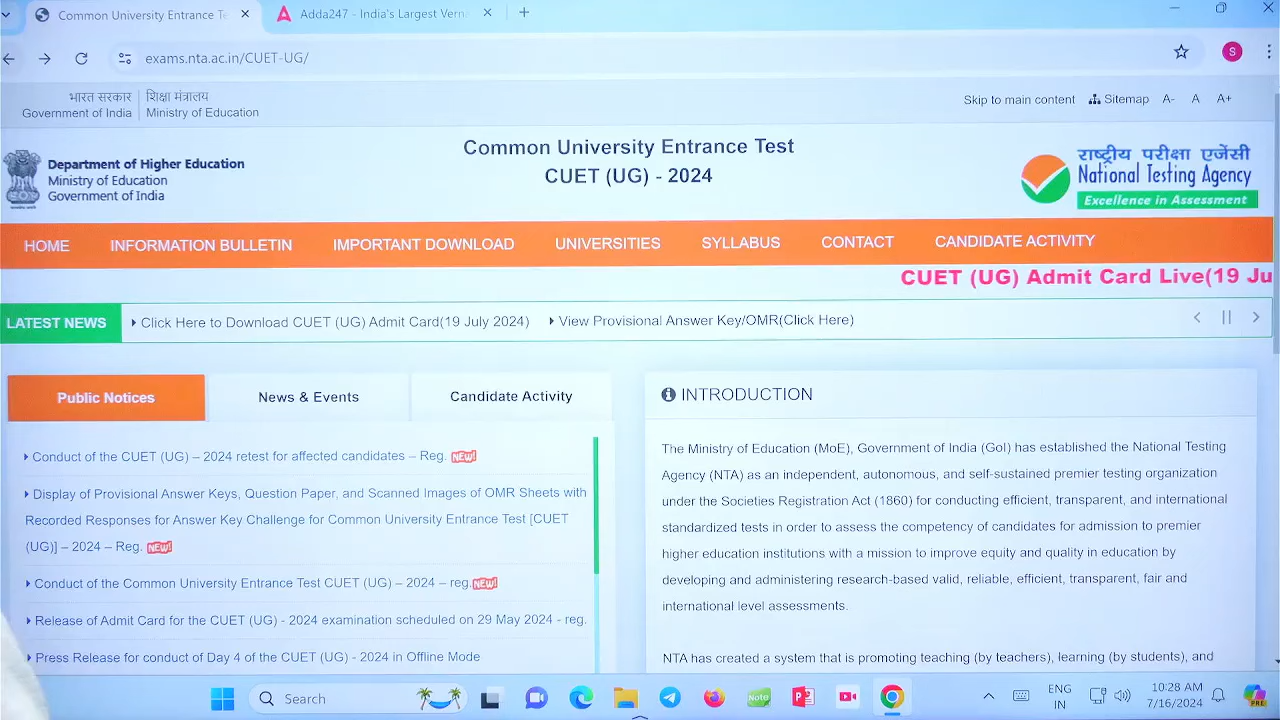 Common University Entrance Te
Adda247 - India's Largest Vern
exams.nta.ac.in/CUET-UG/
S
भारत सरकार | शिक्षा मंत्रालय
Government of India | Ministry of Education
Skip to main content Sitemap A- A A+
Department of Higher Education
Ministry of Education
Government of India
Common University Entrance Test
CUET (UG) - 2024
राष्ट्रीय परीक्षा एजेंसी
National Testing Agency
Excellence in Assessment
HOME INFORMATION BULLETIN IMPORTANT DOWNLOAD UNIVERSITIES SYLLABUS CONTACT CANDIDATE ACTIVITY
CUET (UG) Admit Card Live(19 Ju
LATEST NEWS Click Here to Download CUET (UG) Admit Card(19 July 2024) View Provisional Answer Key/OMR(Click Here)
Public Notices News & Events Candidate Activity
Conduct of the CUET (UG) – 2024 retest for affected candidates – Reg. NEW!
Display of Provisional Answer Keys, Question Paper, and Scanned Images of OMR Sheets with
Recorded Responses for Answer Key Challenge for Common University Entrance Test [CUET
(UG)] – 2024 – Reg. NEW!
Conduct of the Common University Entrance Test CUET (UG) – 2024 – reg. NEW!
Release of Admit Card for the CUET (UG) - 2024 examination scheduled on 29 May 2024 - reg.
Press Release for conduct of Day 4 of the CUET (UG) - 2024 in Offline Mode
INTRODUCTION
The Ministry of Education (MoE), Government of India (GoI) has established the National Testing
Agency (NTA) as an independent, autonomous, and self-sustained premier testing organization
under the Societies Registration Act (1860) for conducting efficient, transparent, and international
standardized tests in order to assess the competency of candidates for admission to premier
higher education institutions with a mission to improve equity and quality in education by
developing and administering research-based valid, reliable, efficient, transparent, fair and
international level assessments.
NTA has created a system that is promoting teaching (by teachers), learning (by students), and
Search
Note
ENG
IN
10:28 AM
7/16/2024
PRE